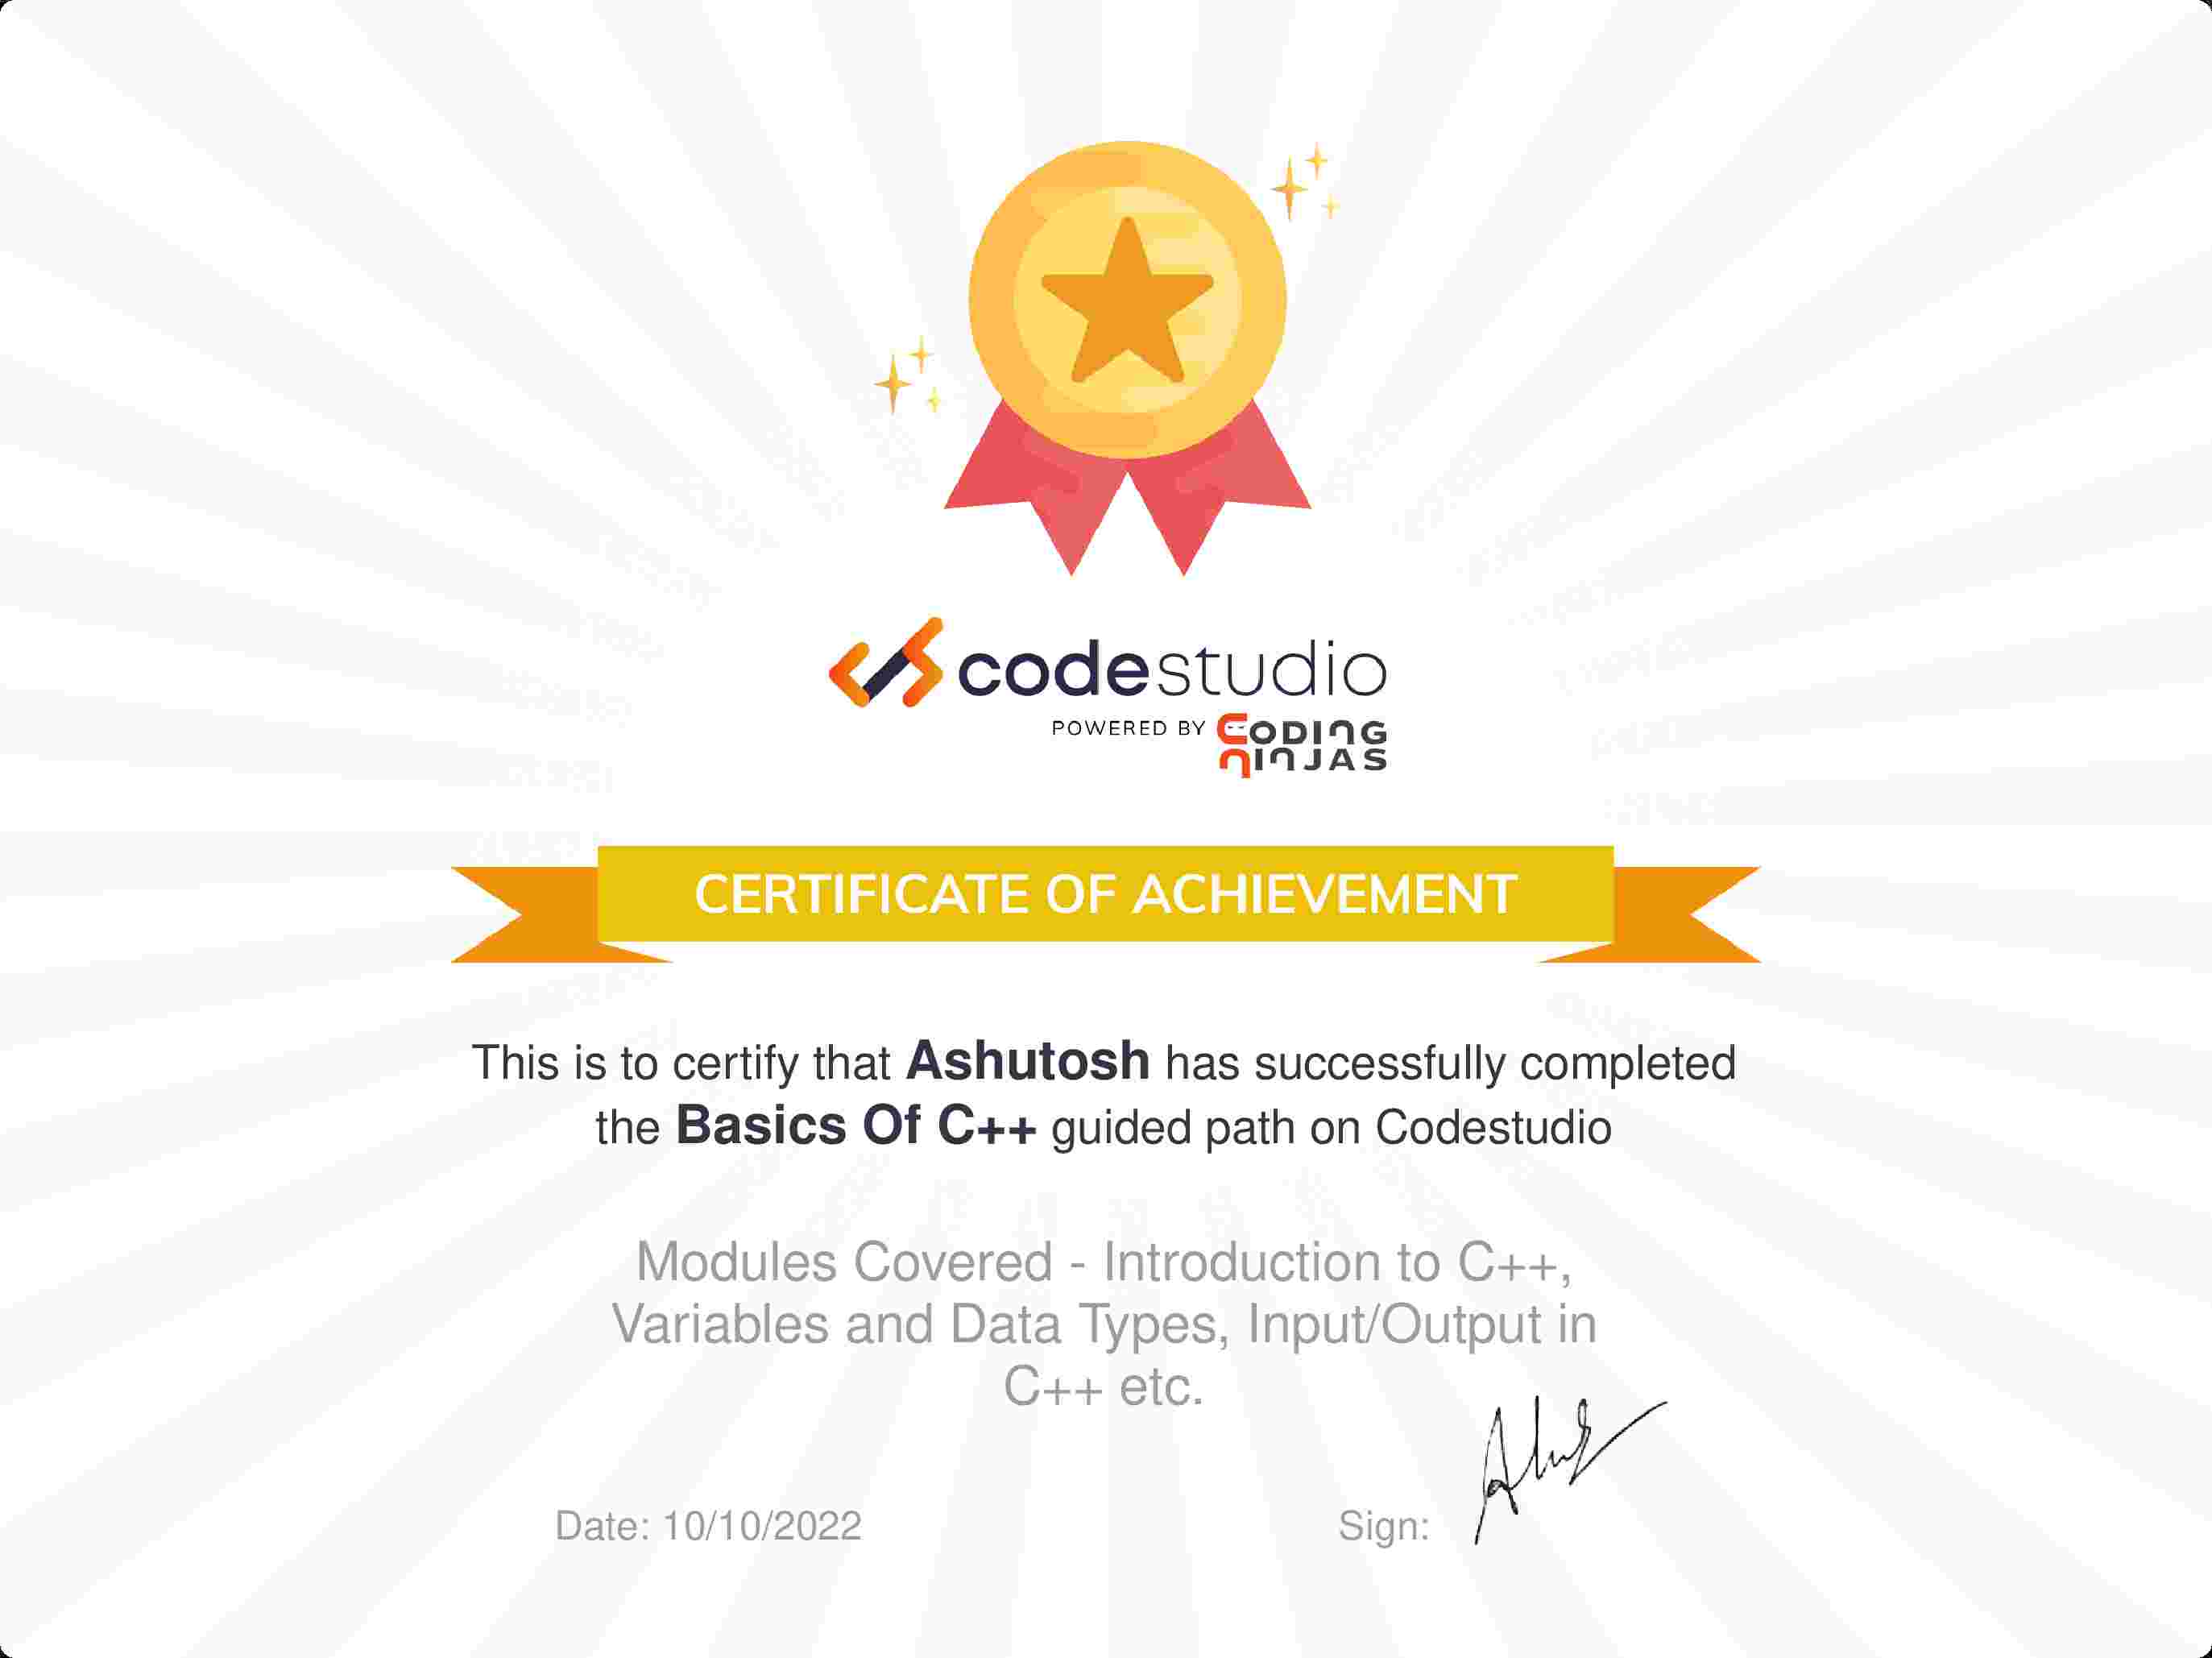 codestudio
POWERED BY CODING NINJAS
CERTIFICATE OF ACHIEVEMENT
This is to certify that Ashutosh has successfully completed
the Basics Of C++ guided path on Codestudio
Modules Covered - Introduction to C++,
Variables and Data Types, Input/Output in
C++ etc.
Date: 10/10/2022
Sign: